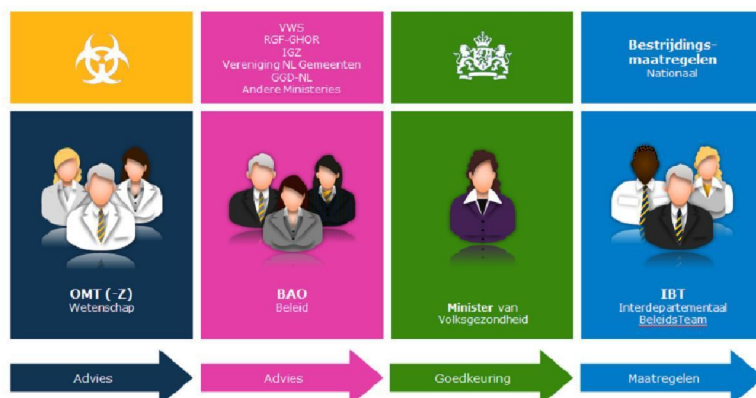 VWS
RGF-GHOR
IGZ
Vereniging NL Gemeenten
GGD-NL
Andere Ministeries
Bestrijdings-
maatregelen
Nationaal
OMT (-Z)
Wetenschap
BAO
Beleid
Minister van
Volksgezondheid
IBT
Interdepartementaal
BeleidsTeam
Advies
Advies
Goedkeuring
Maatregelen